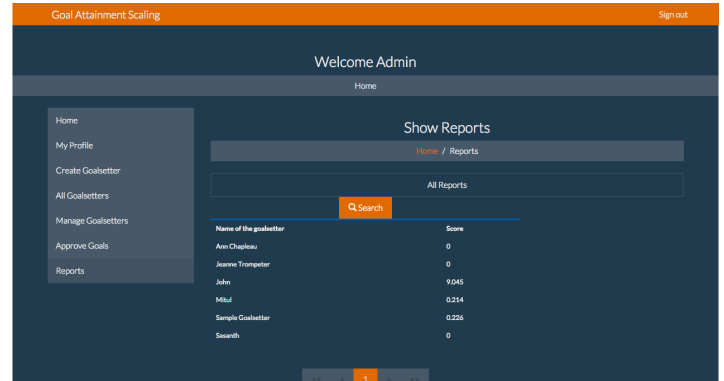 Goal Attainment Scaling Sign out
Welcome Admin
Home
Home
My Profile
Create Goalsetter
All Goalsetters
Manage Goalsetters
Approve Goals
Reports
Show Reports
Home / Reports
All Reports
Search
Name of the goalsetter Score
Ann Chapleau 0
Jeanne Trompeter 0
John 9.045
Mitul 0.214
Sample Goalsetter 0.226
Sasanth 0
1